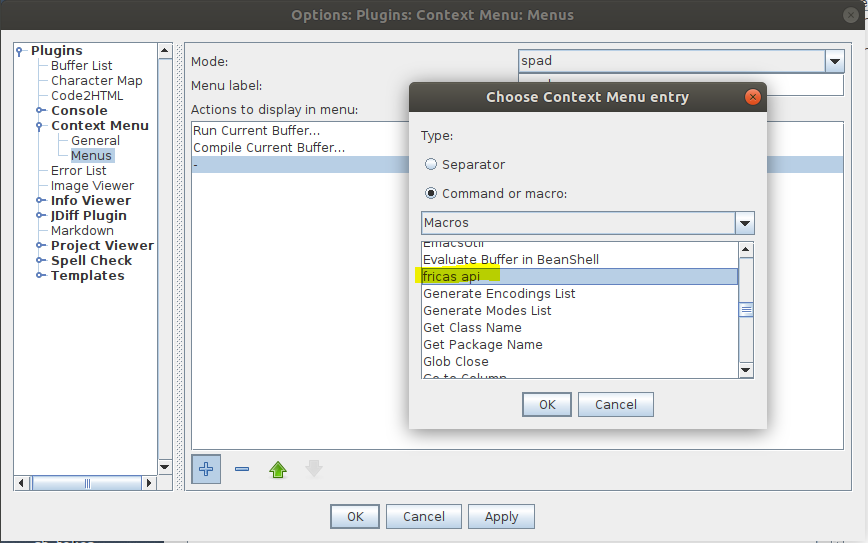 Options: Plugins: Context Menu: Menus
Plugins
Buffer List
Character Map
Code2HTML
Console
Context Menu
General
Menus
Error List
Image Viewer
Info Viewer
JDiff Plugin
Markdown
Project Viewer
Spell Check
Templates
Mode:
spad
Menu label:
Actions to display in menu:
Run Current Buffer...
Compile Current Buffer...
-
Choose Context Menu entry
Type:
Separator
Command or macro:
Macros
EmacsUtil
Evaluate Buffer in BeanShell
fricas api
Generate Encodings List
Generate Modes List
Get Class Name
Get Package Name
Glob Close
Go to Column
OK
Cancel
OK
Cancel
Apply